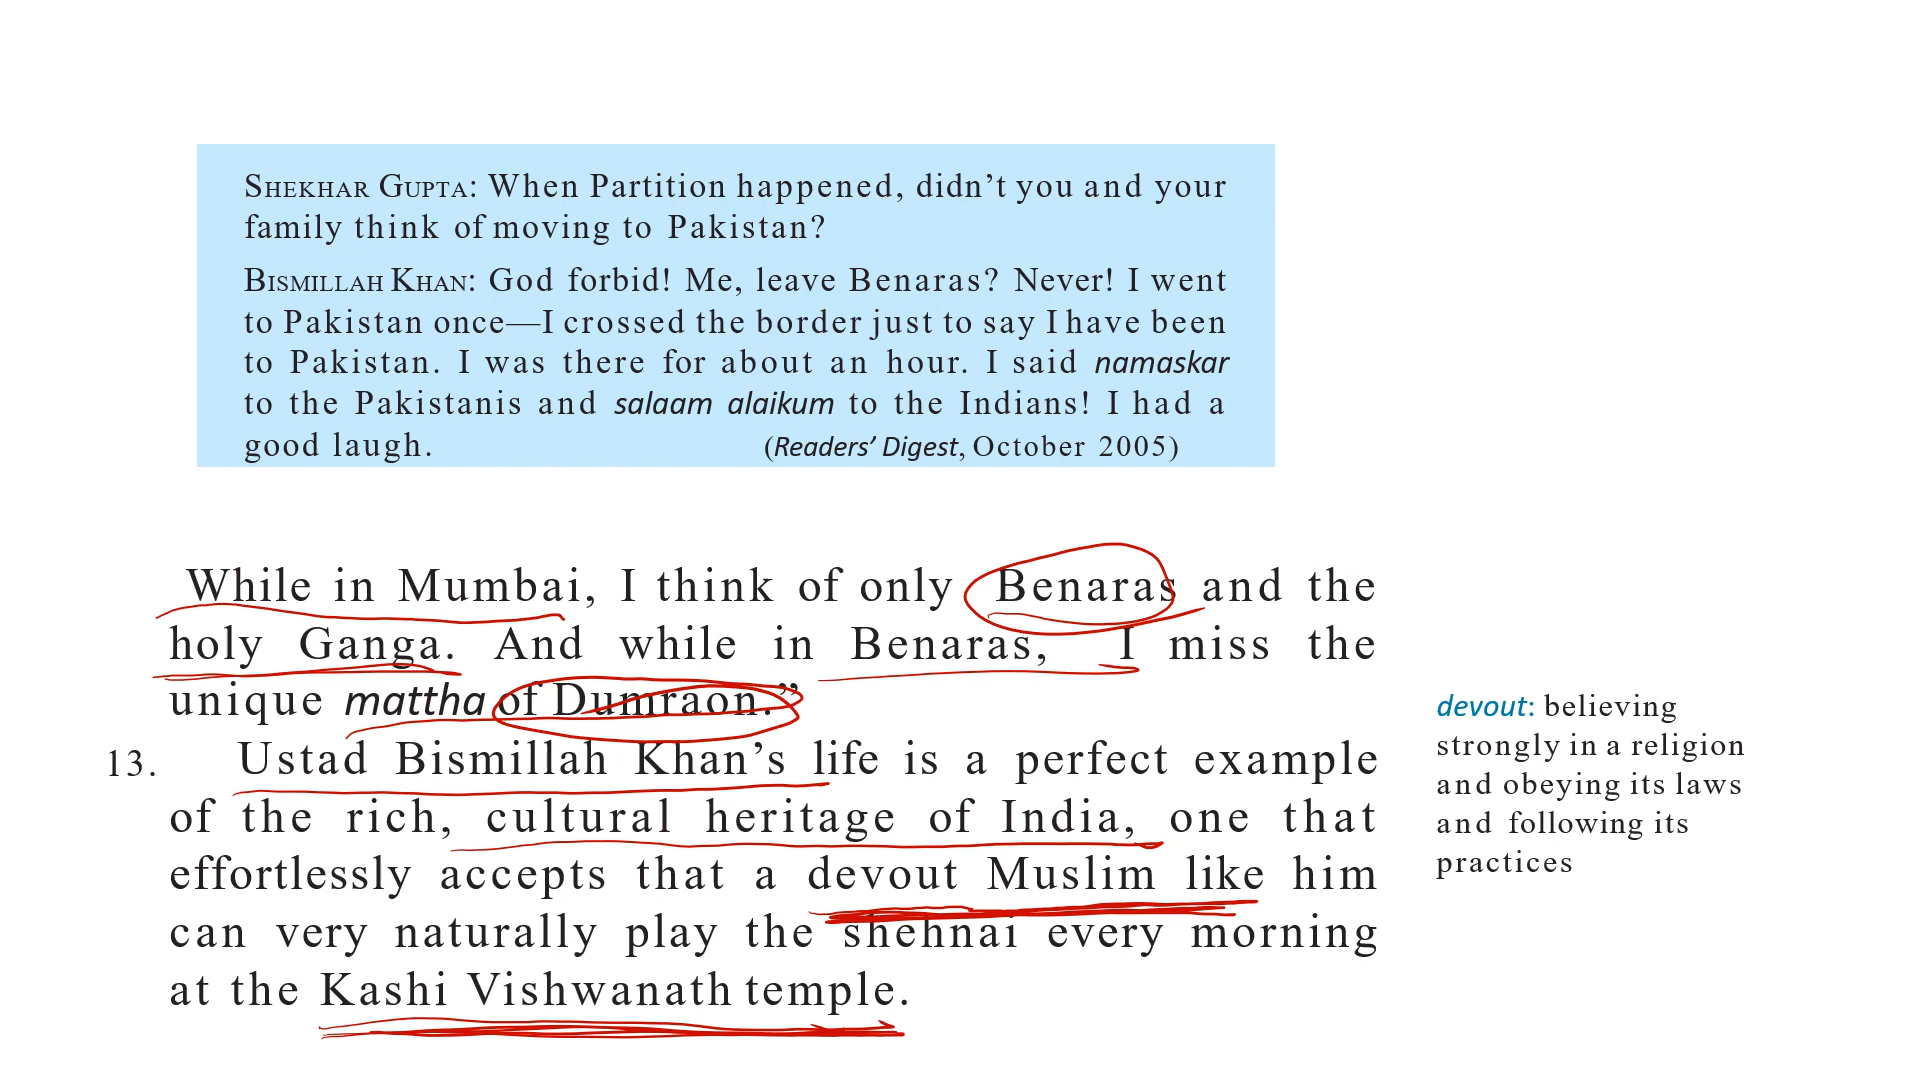 SHEKHAR GUPTA: When Partition happened, didn’t you and your
family think of moving to Pakistan?
BISMILLAH KHAN: God forbid! Me, leave Benaras? Never! I went
to Pakistan once—I crossed the border just to say I have been
to Pakistan. I was there for about an hour. I said namaskar
to the Pakistanis and salaam alaikum to the Indians! I had a
good laugh. (Readers’ Digest, October 2005)
While in Mumbai, I think of only Benaras and the
holy Ganga. And while in Benaras, I miss the
unique mattha of Dumraon.”
13. Ustad Bismillah Khan’s life is a perfect example
of the rich, cultural heritage of India, one that
effortlessly accepts that a devout Muslim like him
can very naturally play the shehnai every morning
at the Kashi Vishwanath temple.
devout: believing
strongly in a religion
and obeying its laws
and following its
practices